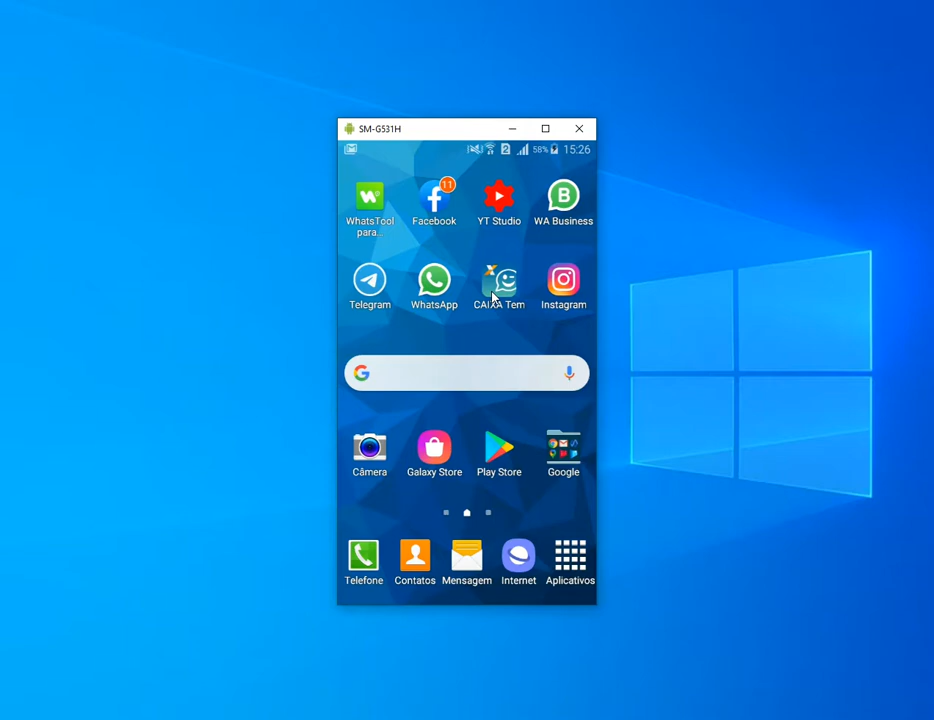 SM-G531H
2 58% 15:26
WhatsTool
para...
11
Facebook
YT Studio
B
WA Business
Telegram
WhatsApp
CAIXA Tem
Instagram
G
Câmera
Galaxy Store
Play Store
Google
Telefone
Contatos
Mensagem
Internet
Aplicativos